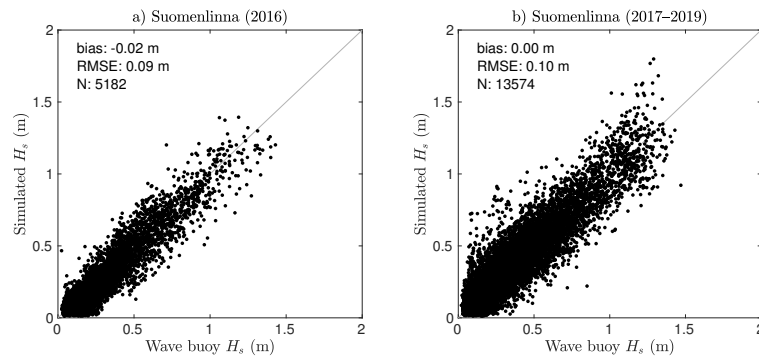 a) Suomenlinna (2016)
bias: -0.02 m
RMSE: 0.09 m
N: 5182
2
1.5
1
0.5
0
Simulated Hs (m)
0 0.5 1 1.5 2
Wave buoy Hs (m)
b) Suomenlinna (2017–2019)
bias: 0.00 m
RMSE: 0.10 m
N: 13574
2
1.5
1
0.5
0
Simulated Hs (m)
0 0.5 1 1.5 2
Wave buoy Hs (m)